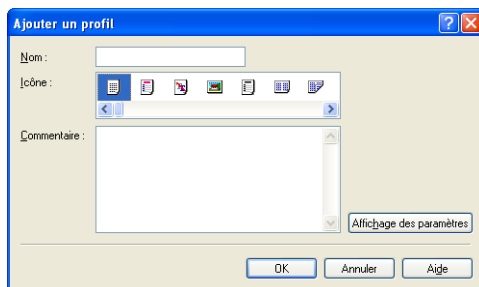 Ajouter un profil
Nom :
Icône :
Commentaire :
Affichage des paramètres
OK
Annuler
Aide